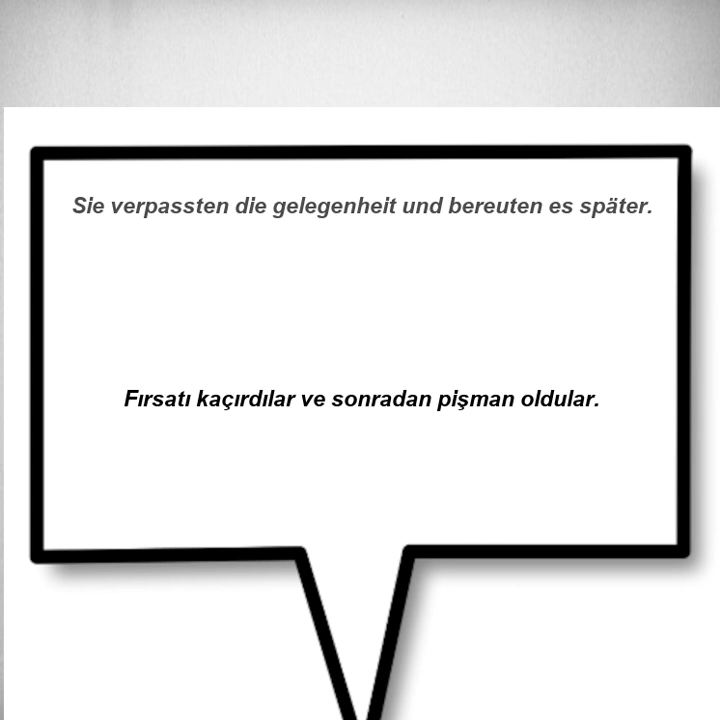 Sie verpassten die gelegenheit und bereuten es später.
Fırsatı kaçırdılar ve sonradan pişman oldular.